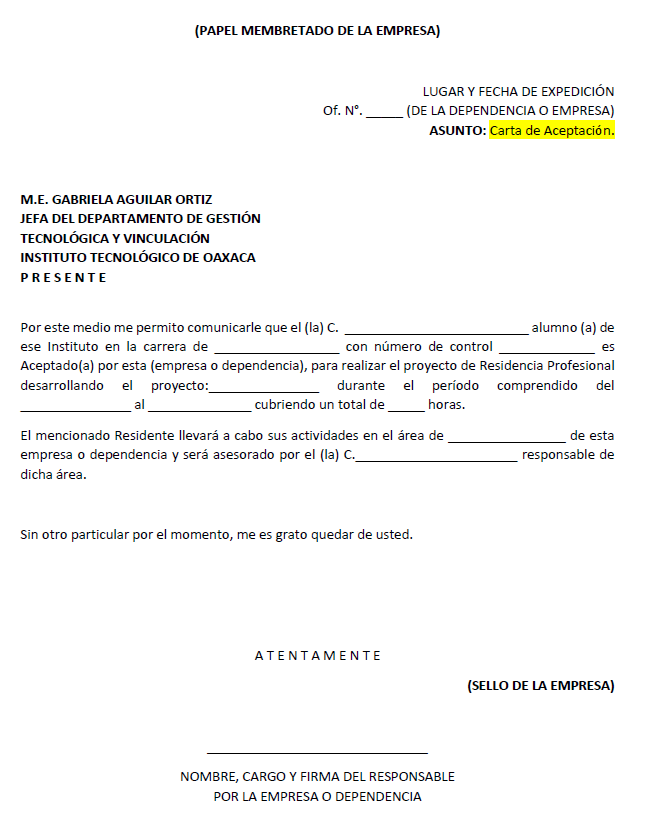 (PAPEL MEMBRETADO DE LA EMPRESA)
LUGAR Y FECHA DE EXPEDICIÓN
Of. N°. _____ (DE LA DEPENDENCIA O EMPRESA)
ASUNTO: Carta de Aceptación.
M.E. GABRIELA AGUILAR ORTIZ
JEFA DEL DEPARTAMENTO DE GESTIÓN
TECNOLÓGICA Y VINCULACIÓN
INSTITUTO TECNOLÓGICO DE OAXACA
P R E S E N T E
Por este medio me permito comunicarle que el (la) C. _________________________ alumno (a) de
ese Instituto en la carrera de _________________ con número de control _____________ es
Aceptado(a) por esta (empresa o dependencia), para realizar el proyecto de Residencia Profesional
desarrollando el proyecto:_______________ durante el período comprendido del
_______________ al ______________ cubriendo un total de _____ horas.
El mencionado Residente llevará a cabo sus actividades en el área de ________________ de esta
empresa o dependencia y será asesorado por el (la) C.______________________ responsable de
dicha área.
Sin otro particular por el momento, me es grato quedar de usted.
A T E N T A M E N T E
(SELLO DE LA EMPRESA)
______________________________
NOMBRE, CARGO Y FIRMA DEL RESPONSABLE
POR LA EMPRESA O DEPENDENCIA